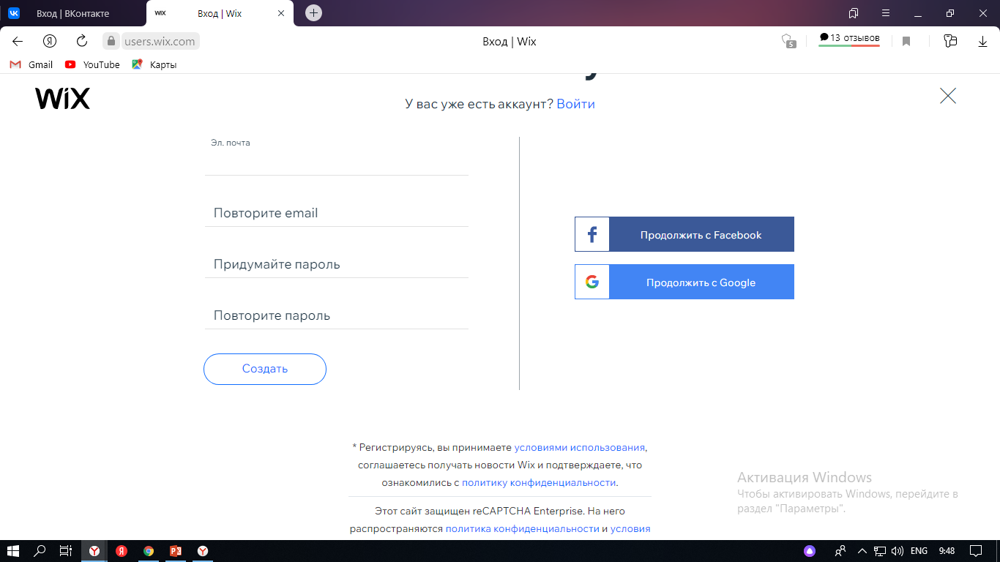 Вход | ВКонтакте
WiX
Вход | Wix
Я
users.wix.com
Вход | Wix
5
13 отзывов
Gmail
YouTube
Карты
WiX
У вас уже есть аккаунт? Войти
Эл. почта
Повторите email
Придумайте пароль
Повторите пароль
Создать
f
Продолжить с Facebook
G
Продолжить с Google
* Регистрируясь, вы принимаете условиями использования,
соглашаетесь получать новости Wix и подтверждаете, что
ознакомились с политику конфиденциальности.
Этот сайт защищен reCAPTCHA Enterprise. На него
распространяются политика конфиденциальности и условия
Активация Windows
Чтобы активировать Windows, перейдите в
раздел "Параметры".
ENG
9:48